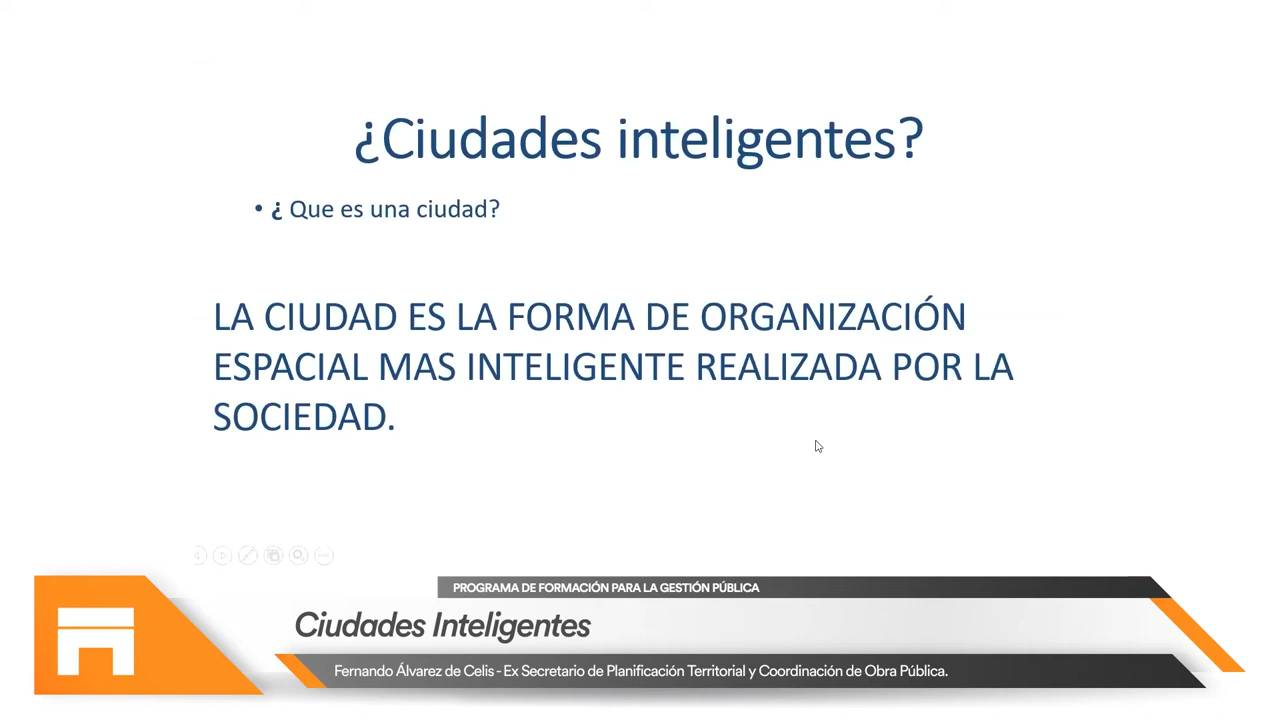 ¿Ciudades inteligentes?
• ¿ Que es una ciudad?
LA CIUDAD ES LA FORMA DE ORGANIZACIÓN
ESPACIAL MAS INTELIGENTE REALIZADA POR LA
SOCIEDAD.
PROGRAMA DE FORMACIÓN PARA LA GESTIÓN PÚBLICA
Ciudades Inteligentes
Fernando Álvarez de Celis - Ex Secretario de Planificación Territorial y Coordinación de Obra Pública.